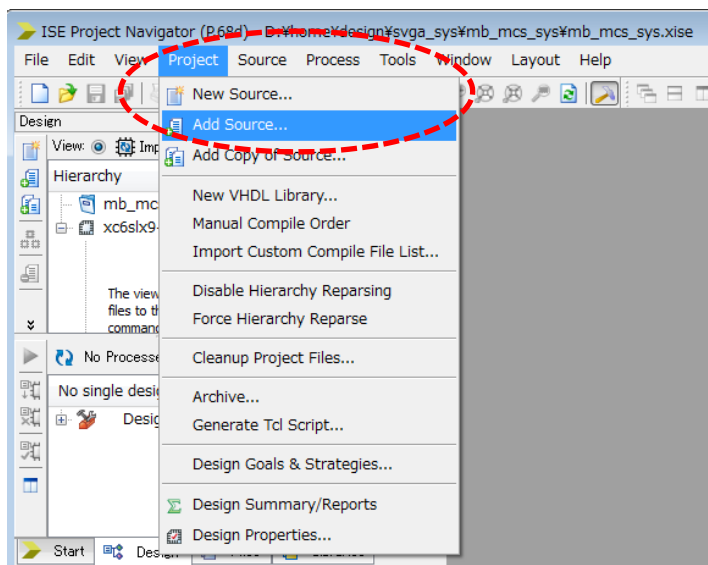 ISE Project Navigator (P.68d) - D:¥home¥design¥svga_sys¥mb_mcs_sys¥mb_mcs_sys.xise
File Edit View Project Source Process Tools Window Layout Help
New Source...
Add Source...
Add Copy of Source...
New VHDL Library...
Manual Compile Order
Import Custom Compile File List...
Disable Hierarchy Reparsing
Force Hierarchy Reparse
Cleanup Project Files...
Archive...
Generate Tcl Script...
Design Goals & Strategies...
Design Summary/Reports
Design Properties...
View:
Hierarchy
mb_mc
xc6slx9-
The view
files to th
command
No Processe
No single desig
Desig
Start